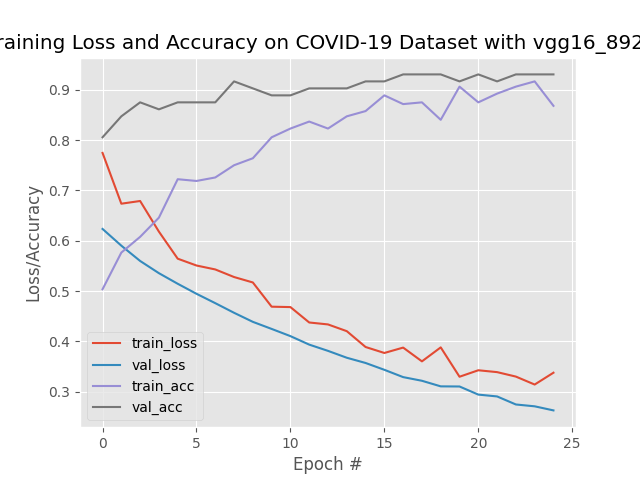 raining Loss and Accuracy on COVID-19 Dataset with vgg16_892
Loss/Accuracy
0.9
0.8
0.7
0.6
0.5
0.4
0.3
train_loss
val_loss
train_acc
val_acc
0 5 10 15 20 25
Epoch #